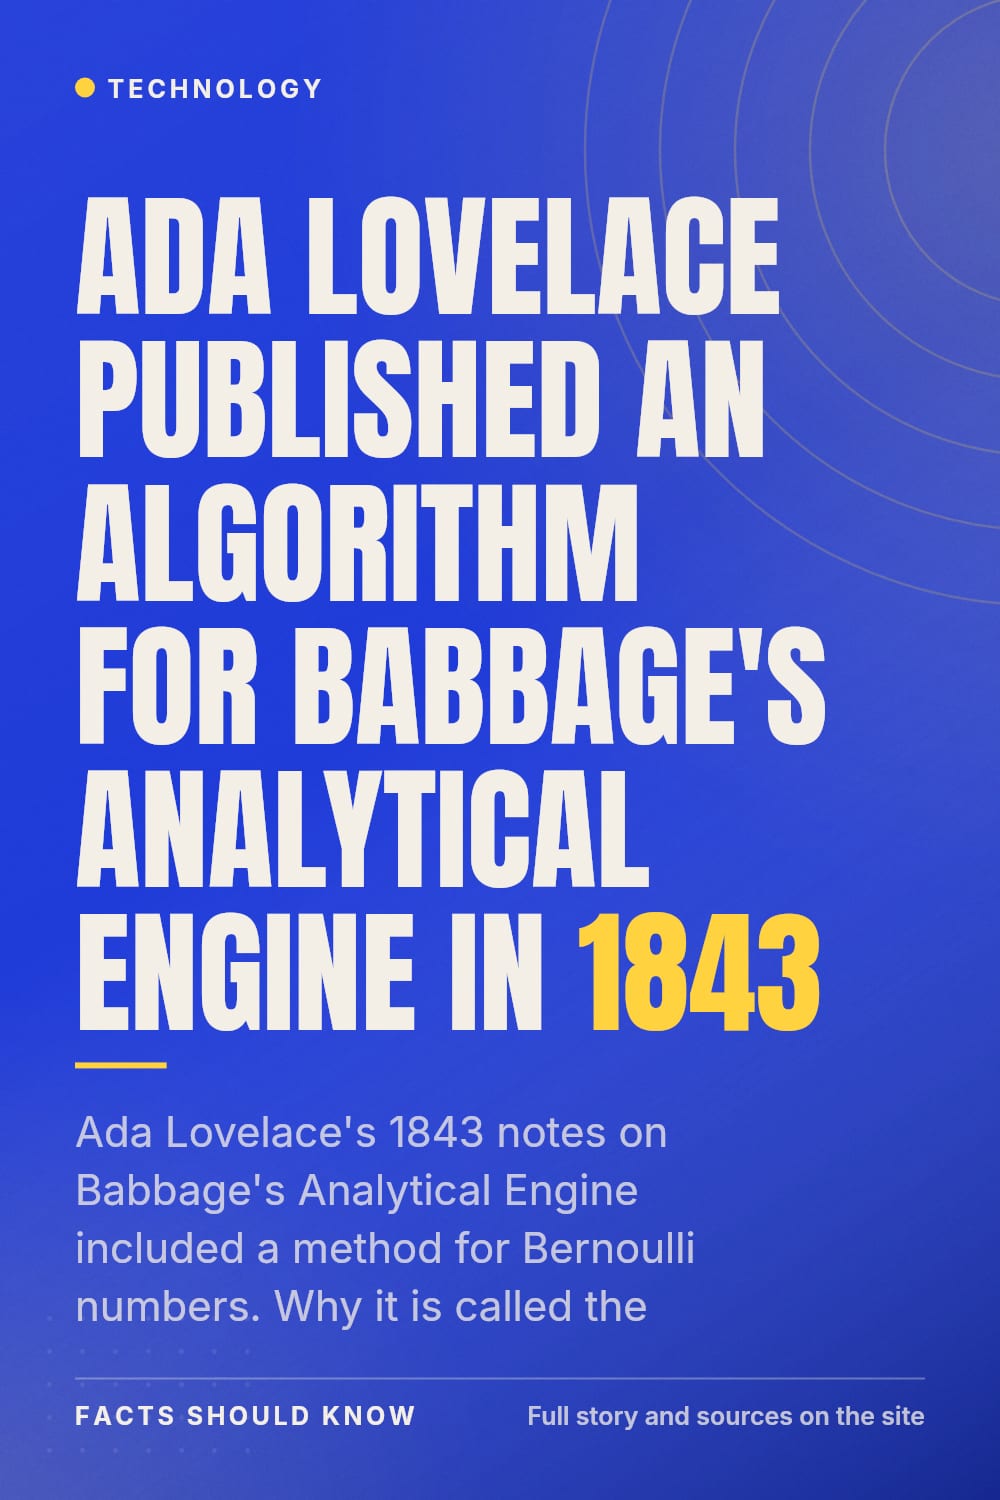 TECHNOLOGY
ADA LOVELACE
PUBLISHED AN
ALGORITHM
FOR BABBAGE'S
ANALYTICAL
ENGINE IN 1843
Ada Lovelace's 1843 notes on
Babbage's Analytical Engine
included a method for Bernoulli
numbers. Why it is called the
FACTS SHOULD KNOW
Full story and sources on the site